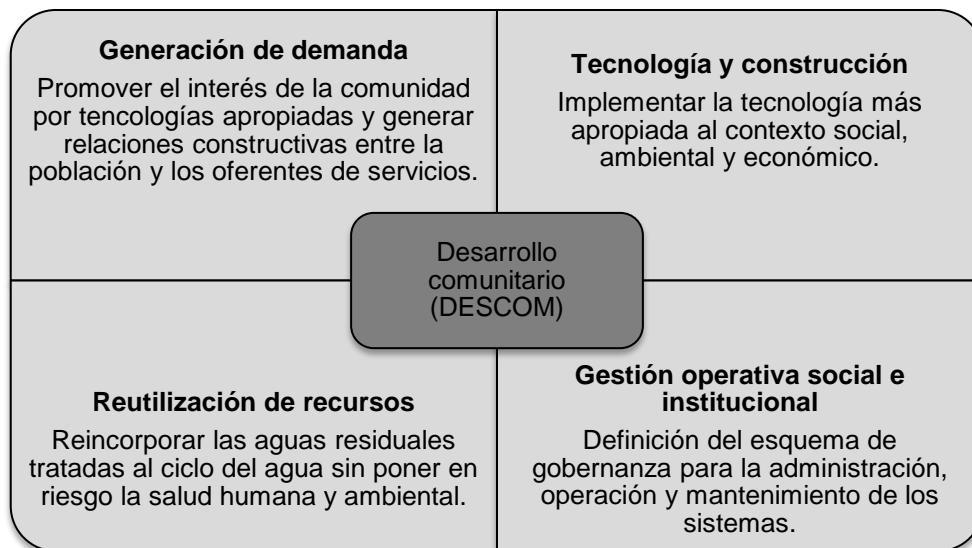 Generación de demanda
Promover el interés de la comunidad
por tencologías apropiadas y generar
relaciones constructivas entre la
población y los oferentes de servicios.
Tecnología y construcción
Implementar la tecnología más
apropiada al contexto social,
ambiental y económico.
Desarrollo
comunitario
(DESCOM)
Reutilización de recursos
Reincorporar las aguas residuales
tratadas al ciclo del agua sin poner en
riesgo la salud humana y ambiental.
Gestión operativa social e
institucional
Definición del esquema de
gobernanza para la administración,
operación y mantenimiento de los
sistemas.